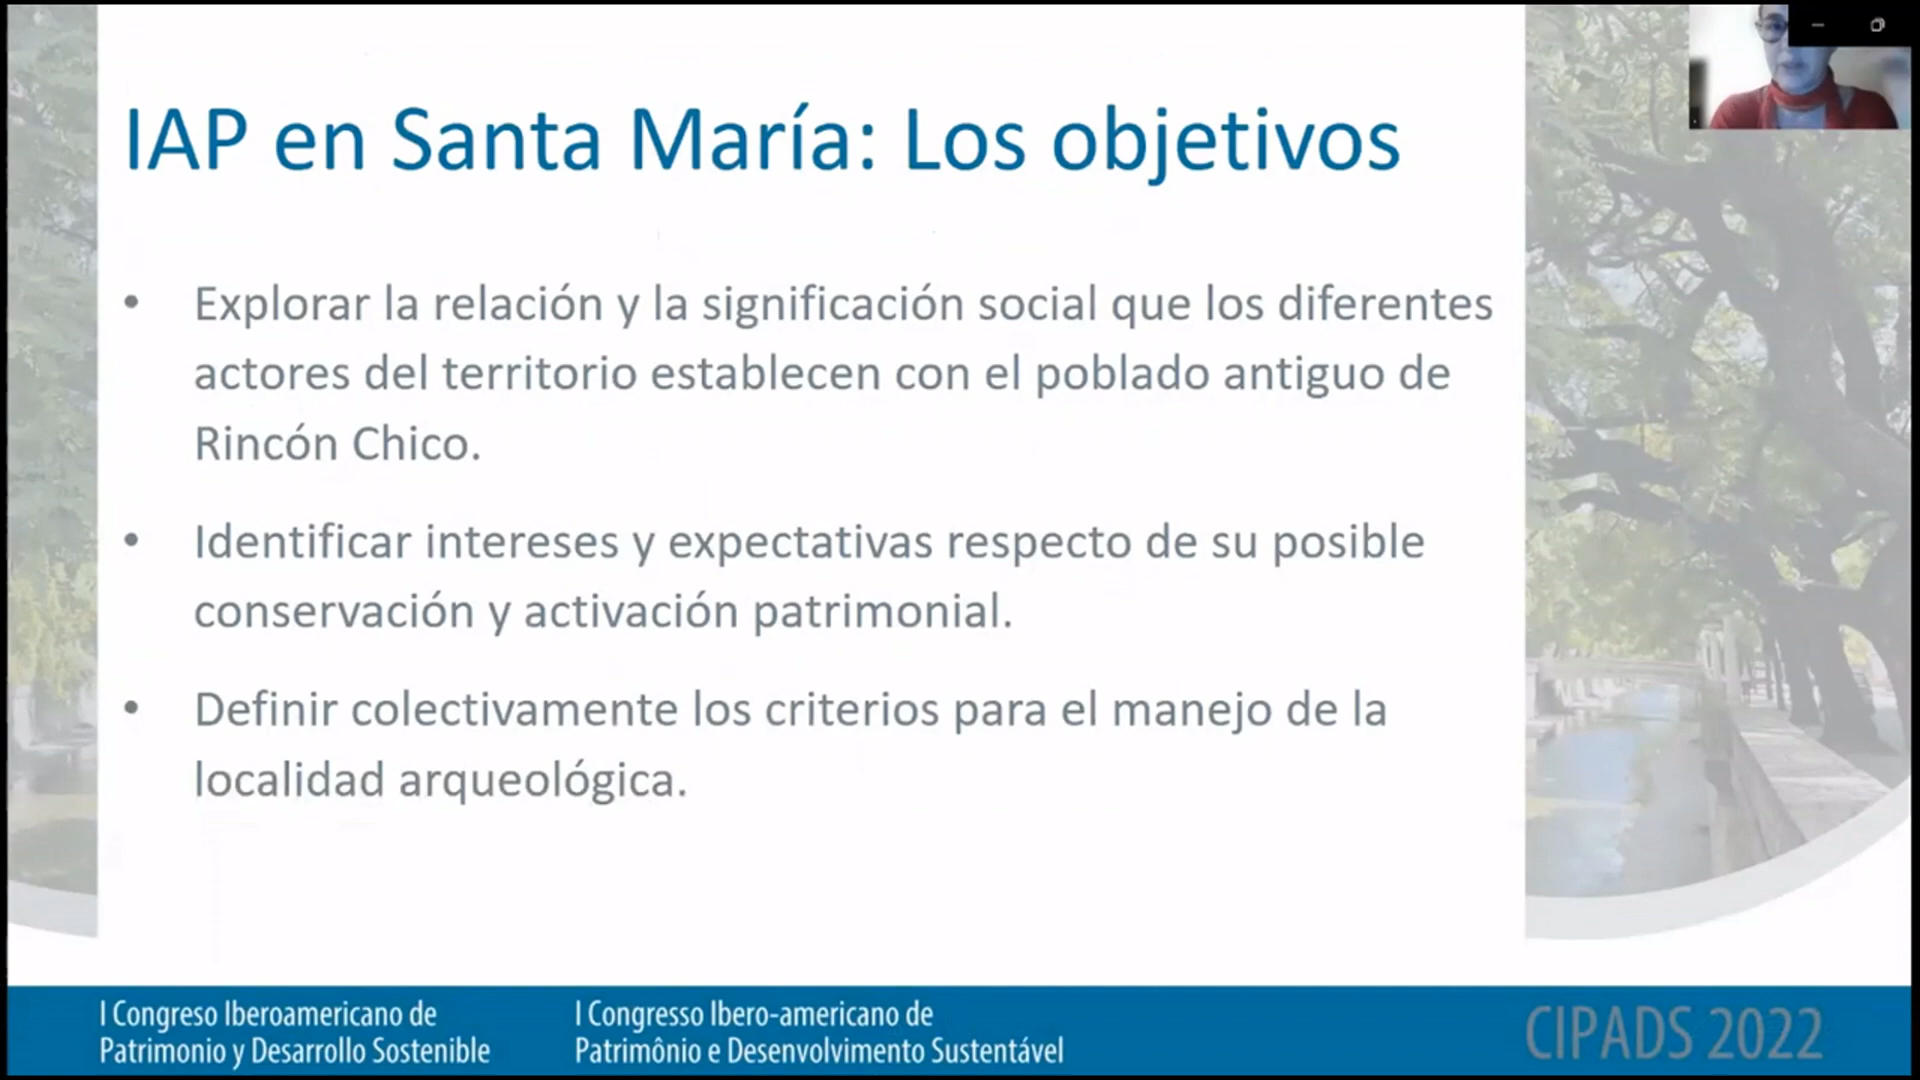 IAP en Santa María: Los objetivos
• Explorar la relación y la significación social que los diferentes
actores del territorio establecen con el poblado antiguo de
Rincón Chico.
• Identificar intereses y expectativas respecto de su posible
conservación y activación patrimonial.
• Definir colectivamente los criterios para el manejo de la
localidad arqueológica.
I Congreso Iberoamericano de
Patrimonio y Desarrollo Sostenible
I Congresso Ibero-americano de
Patrimônio e Desenvolvimento Sustentável
CIPADS 2022